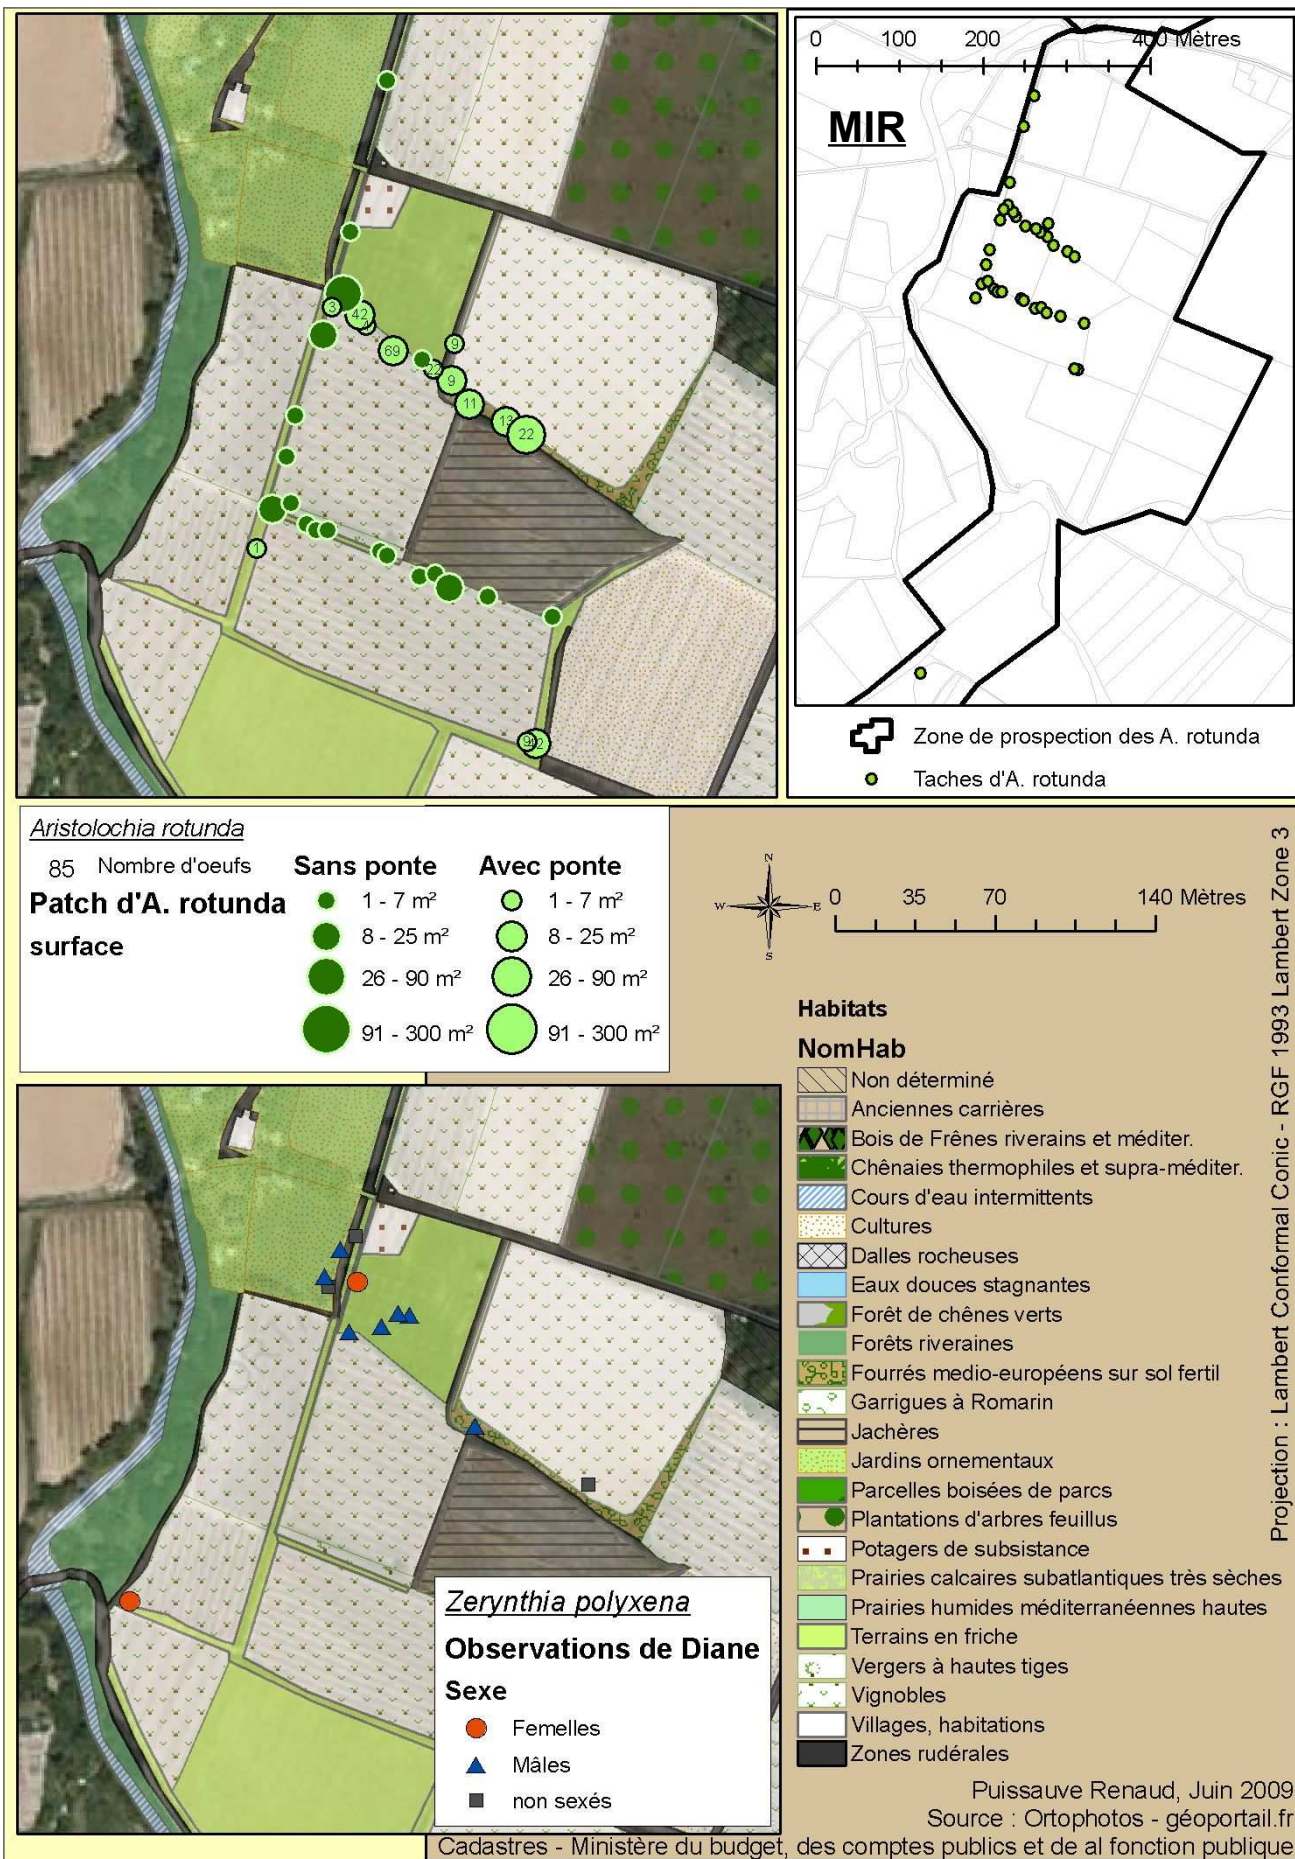 3
42
4
69
9
22
9
11
13
22
1
9
42
0 100 200 400 Mètres
MIR
Zone de prospection des A. rotunda
Taches d'A. rotunda
Aristolochia rotunda
85 Nombre d'oeufs
Patch d'A. rotunda
surface
Sans ponte
1 - 7 m²
8 - 25 m²
26 - 90 m²
91 - 300 m²
Avec ponte
1 - 7 m²
8 - 25 m²
26 - 90 m²
91 - 300 m²
N
W E
S
0 35 70 140 Mètres
Projection : Lambert Conformal Conic - RGF 1993 Lambert Zone 3
Habitats
NomHab
Non déterminé
Anciennes carrières
Bois de Frênes riverains et méditer.
Chênaies thermophiles et supra-méditer.
Cours d'eau intermittents
Cultures
Dalles rocheuses
Eaux douces stagnantes
Forêt de chênes verts
Forêts riveraines
Fourrés medio-européens sur sol fertil
Garrigues à Romarin
Jachères
Jardins ornementaux
Parcelles boisées de parcs
Plantations d'arbres feuillus
Potagers de subsistance
Prairies calcaires subatlantiques très sèches
Prairies humides méditerranéennes hautes
Terrains en friche
Vergers à hautes tiges
Vignobles
Villages, habitations
Zones rudérales
Zerynthia polyxena
Observations de Diane
Sexe
Femelles
Mâles
non sexés
Puissauve Renaud, Juin 2009
Source : Ortophotos - géoportail.fr
Cadastres - Ministère du budget, des comptes publics et de al fonction publique